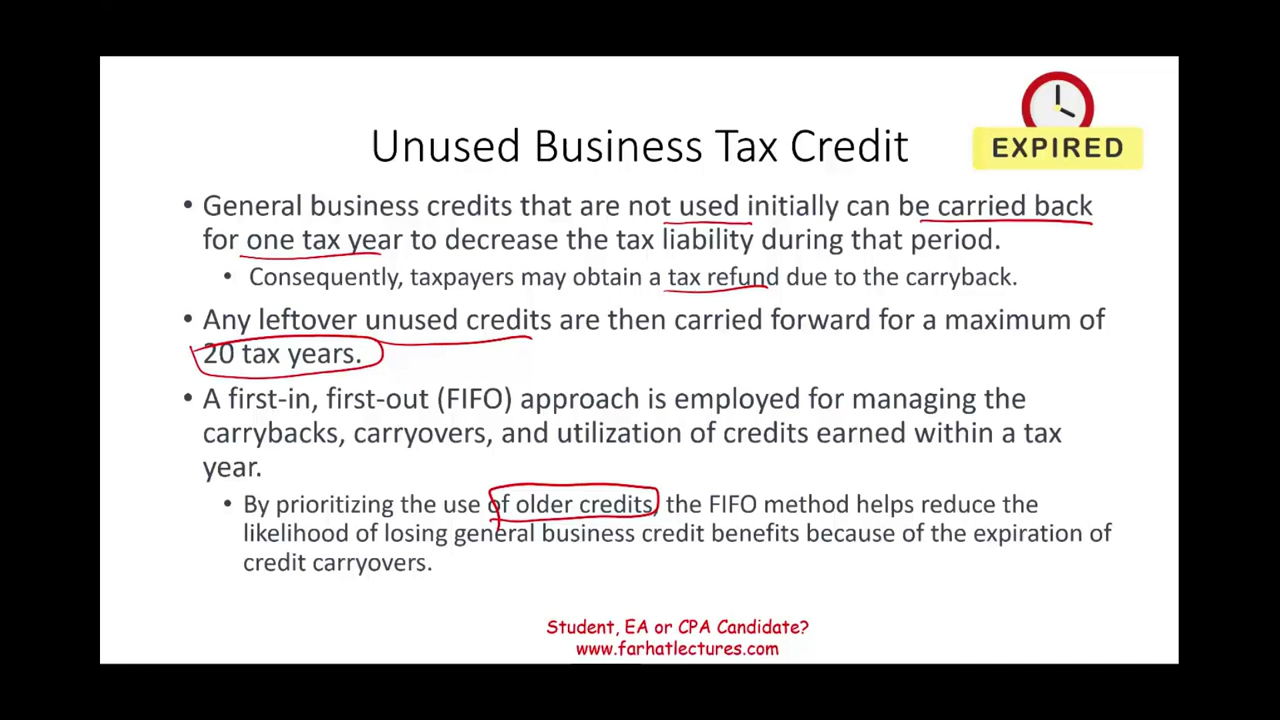 EXPIRED
Unused Business Tax Credit
• General business credits that are not used initially can be carried back
for one tax year to decrease the tax liability during that period.
• Consequently, taxpayers may obtain a tax refund due to the carryback.
• Any leftover unused credits are then carried forward for a maximum of
20 tax years.
• A first-in, first-out (FIFO) approach is employed for managing the
carrybacks, carryovers, and utilization of credits earned within a tax
year.
• By prioritizing the use of older credits, the FIFO method helps reduce the
likelihood of losing general business credit benefits because of the expiration of
credit carryovers.
Student, EA or CPA Candidate?
www.farhatlectures.com